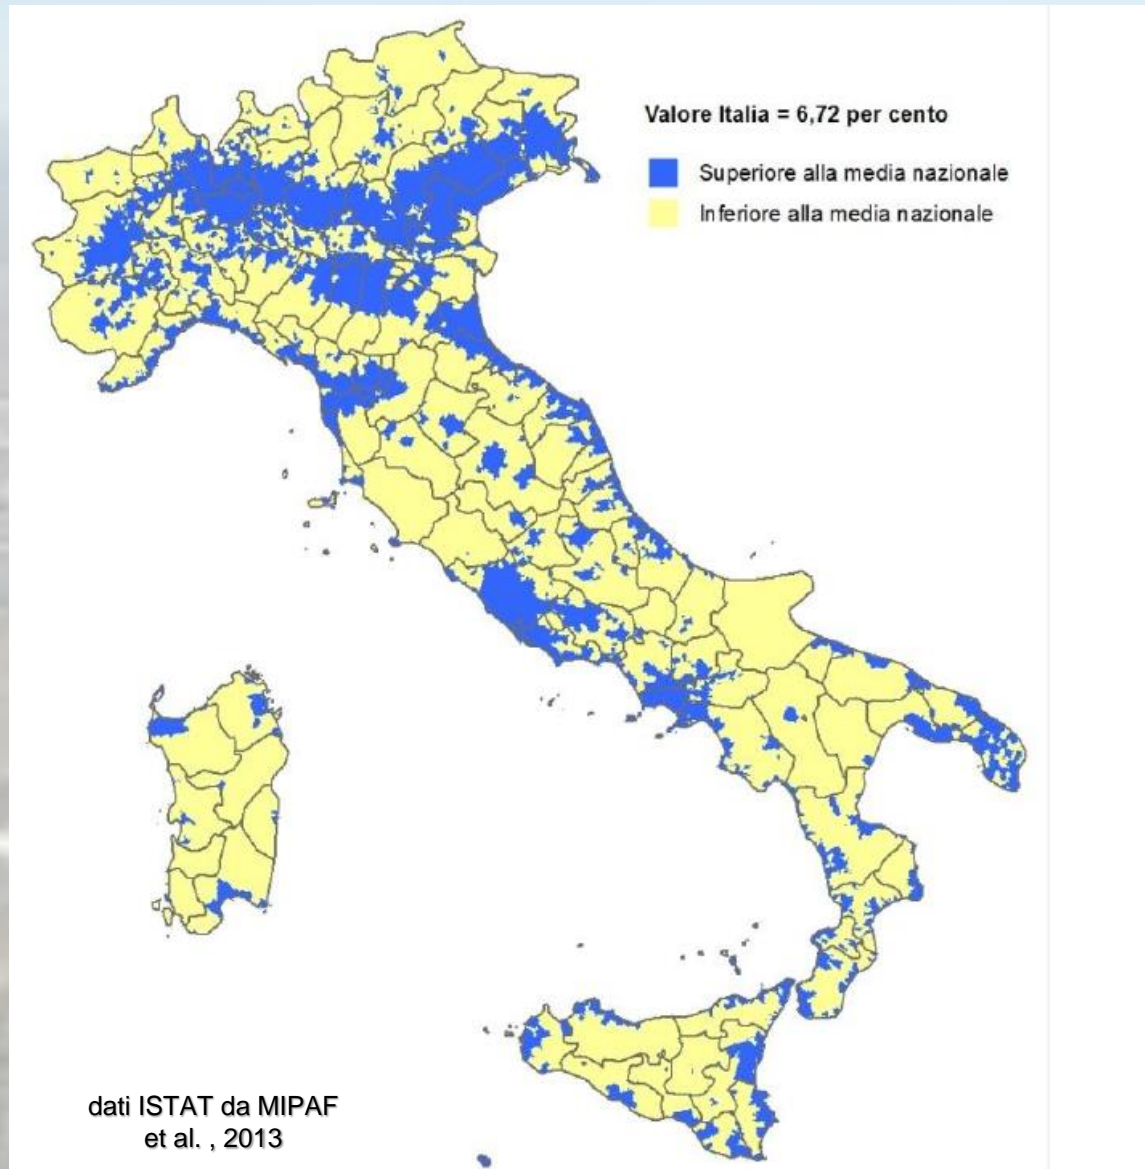 Valore Italia = 6,72 per cento
Superiore alla media nazionale
Inferiore alla media nazionale
dati ISTAT da MIPAF
et al. , 2013